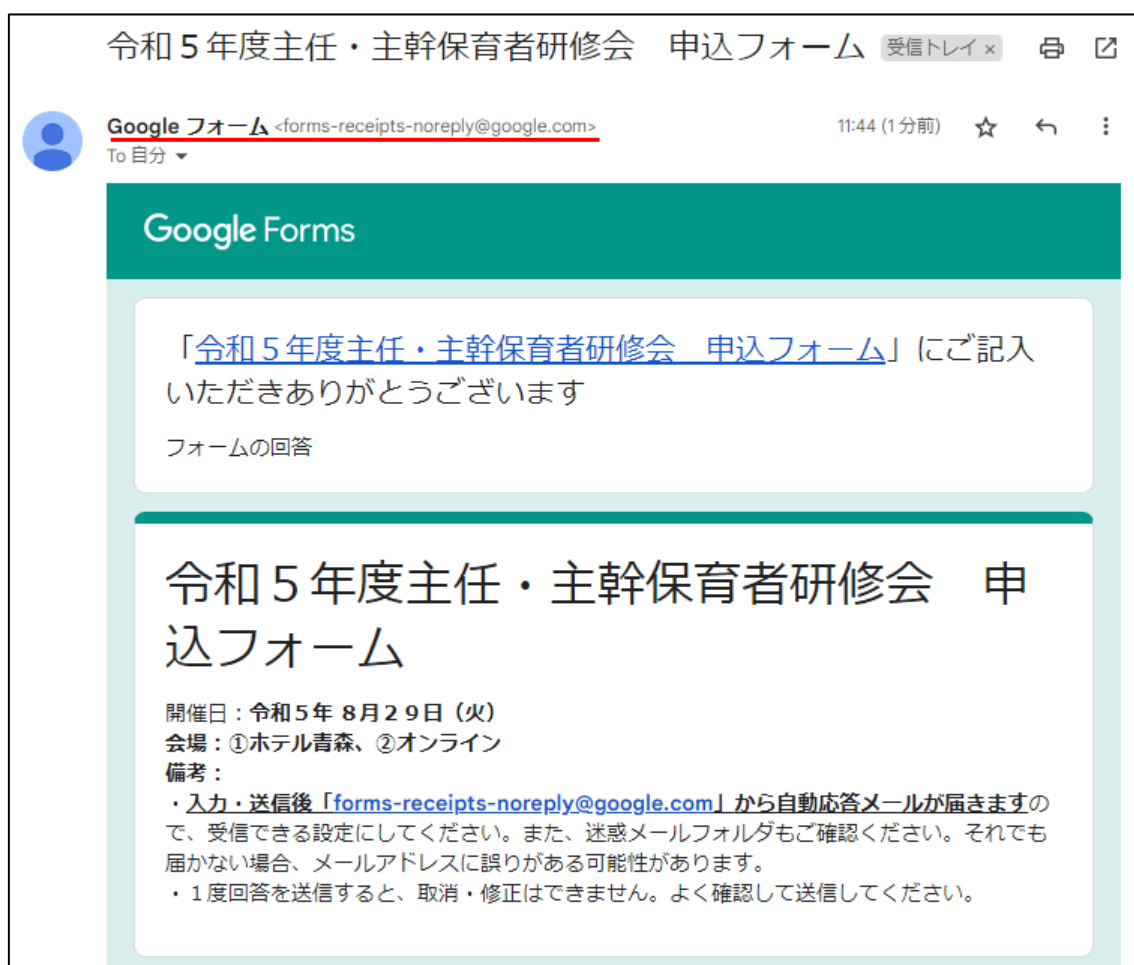 令和５年度主任・主幹保育者研修会　申込フォーム 受信トレイ ×
Google フォーム <forms-receipts-noreply@google.com> 11:44 (1 分前)
To 自分
Google Forms
「令和５年度主任・主幹保育者研修会　申込フォーム」にご記入
いただきありがとうございます
フォームの回答
令和５年度主任・主幹保育者研修会　申
込フォーム
開催日：令和５年 ８月２９日（火）
会場：①ホテル青森、②オンライン
備考：
・入力・送信後「forms-receipts-noreply@google.com」から自動応答メールが届きますの
で、受信できる設定にしてください。また、迷惑メールフォルダもご確認ください。それでも
届かない場合、メールアドレスに誤りがある可能性があります。
・１度回答を送信すると、取消・修正はできません。よく確認して送信してください。